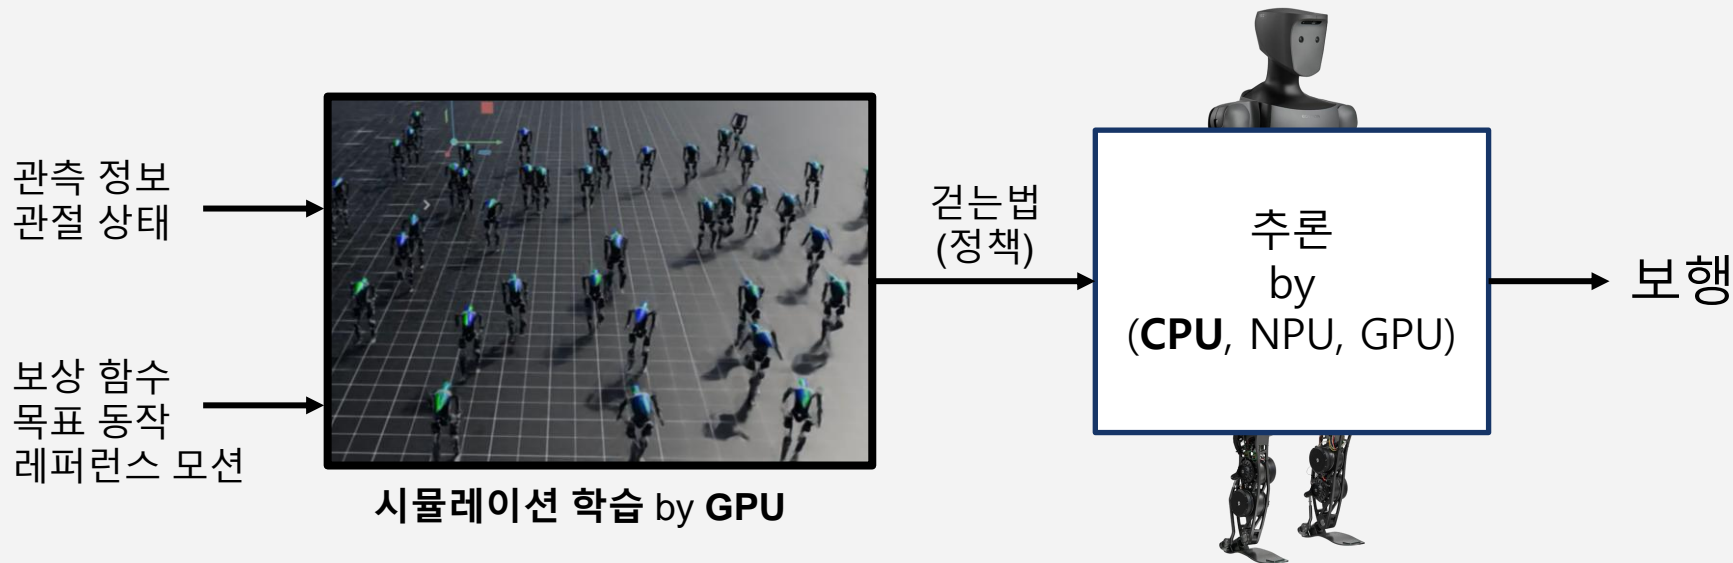 관측 정보
관절 상태
보상 함수
목표 동작
레퍼런스 모션
시뮬레이션 학습 by GPU
걷는법
(정책)
추론
by
(CPU, NPU, GPU)
보행